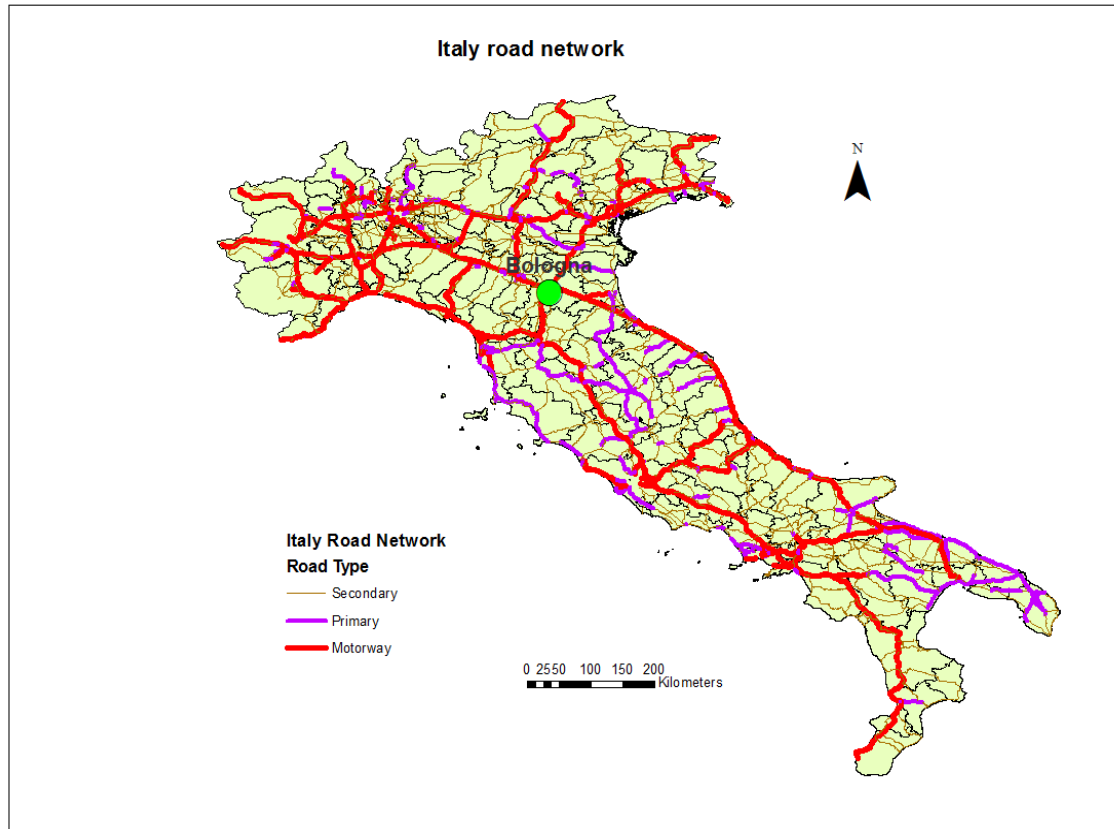 Italy road network
N
Bologna
Italy Road Network
Road Type
Secondary
Primary
Motorway
0 2550 100 150 200
Kilometers